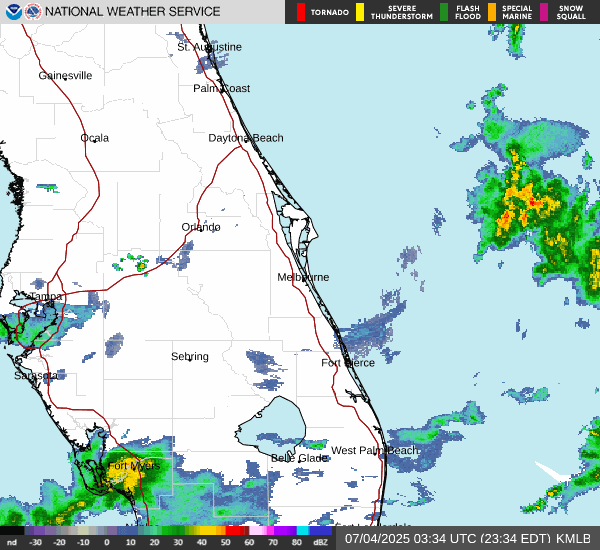 NATIONAL WEATHER SERVICE
TORNADO
SEVERE
THUNDERSTORM
FLASH
FLOOD
SPECIAL
MARINE
SNOW
SQUALL
St. Augustine
Gainesville
Palm Coast
Ocala
Daytona Beach
Orlando
Melbourne
Tampa
Sebring
Fort Pierce
Sarasota
West Palm Beach
Belle Glade
Fort Myers
nd -30 -20 -10 0 10 20 30 40 50 60 70 80 dBZ
07/04/2025 03:34 UTC (23:34 EDT) KMLB